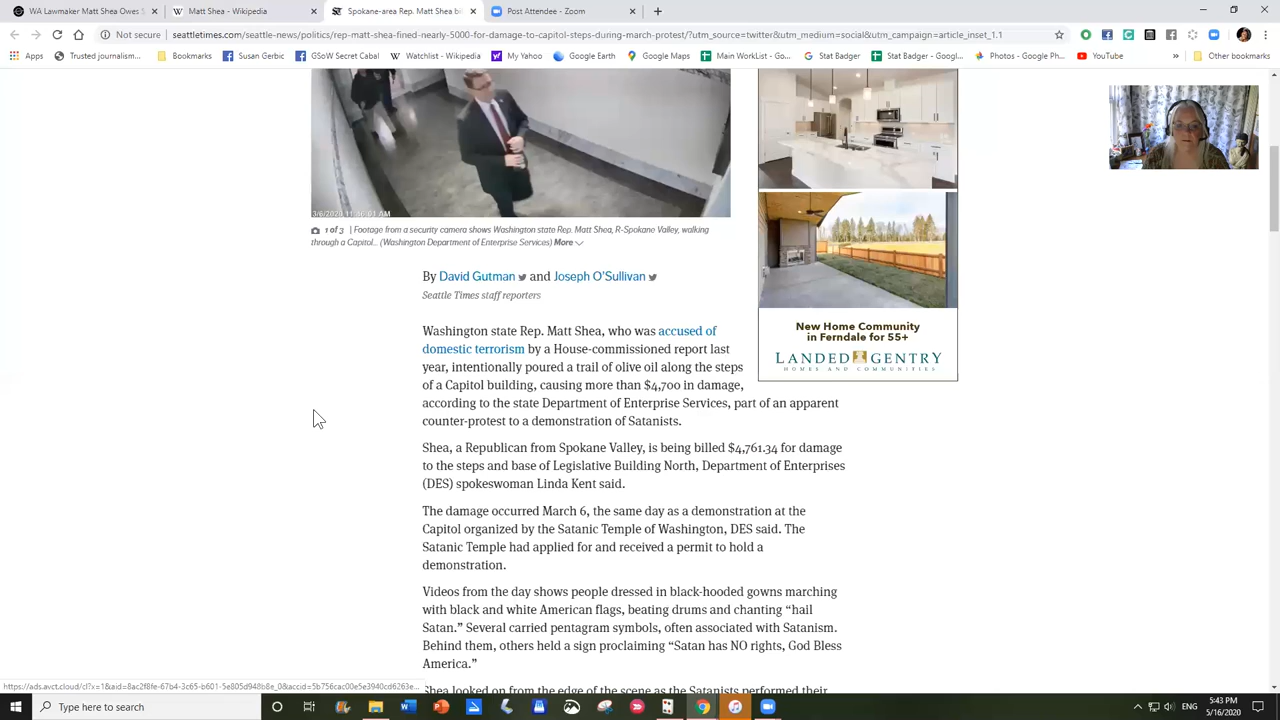 WA Lawmaker Matt Shea Owes S
Matt Shea - Wikipedia
Spokane-area Rep. Matt Shea bi
Post Attendee - Zoom
Not secure
seattletimes.com/seattle-news/politics/rep-matt-shea-fined-nearly-5000-for-damage-to-capitol-steps-during-march-protest/?utm_source=twitter&utm_medium=social&utm_campaign=article_inset_1.1
Apps Trusted journalism... Bookmarks Susan Gerbic GSoW Secret Cabal Watchlist - Wikipedia My Yahoo Google Earth Google Maps Main WorkList - Go... Stat Badger Stat Badger - Googl... Photos - Google Ph... YouTube » Other bookmarks
3/6/2020 11:36:01 AM
1 of 3 | Footage from a security camera shows Washington state Rep. Matt Shea, R-Spokane Valley, walking
through a Capitol... (Washington Department of Enterprise Services) More
By David Gutman and Joseph O'Sullivan
Seattle Times staff reporters
Washington state Rep. Matt Shea, who was accused of
domestic terrorism by a House-commissioned report last
year, intentionally poured a trail of olive oil along the steps
of a Capitol building, causing more than $4,700 in damage,
according to the state Department of Enterprise Services, part of an apparent
counter-protest to a demonstration of Satanists.
Shea, a Republican from Spokane Valley, is being billed $4,761.34 for damage
to the steps and base of Legislative Building North, Department of Enterprises
(DES) spokeswoman Linda Kent said.
The damage occurred March 6, the same day as a demonstration at the
Capitol organized by the Satanic Temple of Washington, DES said. The
Satanic Temple had applied for and received a permit to hold a
demonstration.
Videos from the day shows people dressed in black-hooded gowns marching
with black and white American flags, beating drums and chanting “hail
Satan.” Several carried pentagram symbols, often associated with Satanism.
Behind them, others held a sign proclaiming “Satan has NO rights, God Bless
America.”
Shea looked on from the edge of the scene as the Satanists performed their
New Home Community
in Ferndale for 55+
LANDED GENTRY
HOMES AND COMMUNITIES
Type here to search
5:43 PM
5/16/2020